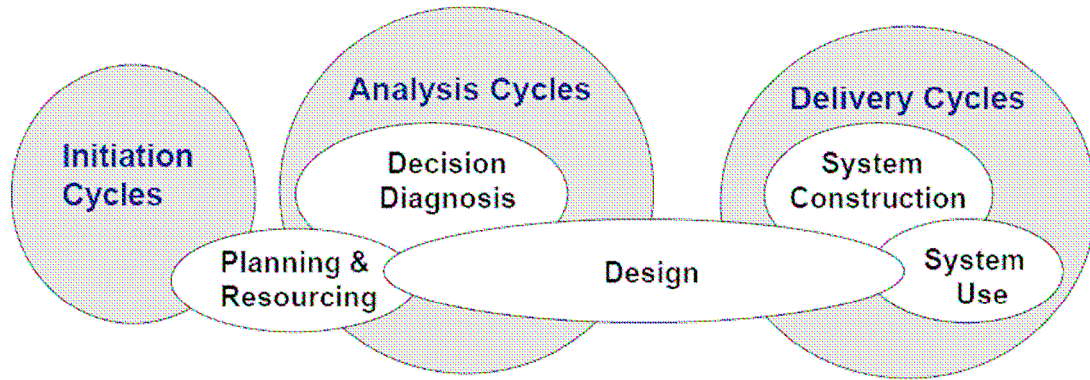 Initiation
Cycles
Analysis Cycles
Decision
Diagnosis
Planning &
Resourcing
Design
Delivery Cycles
System
Construction
System
Use